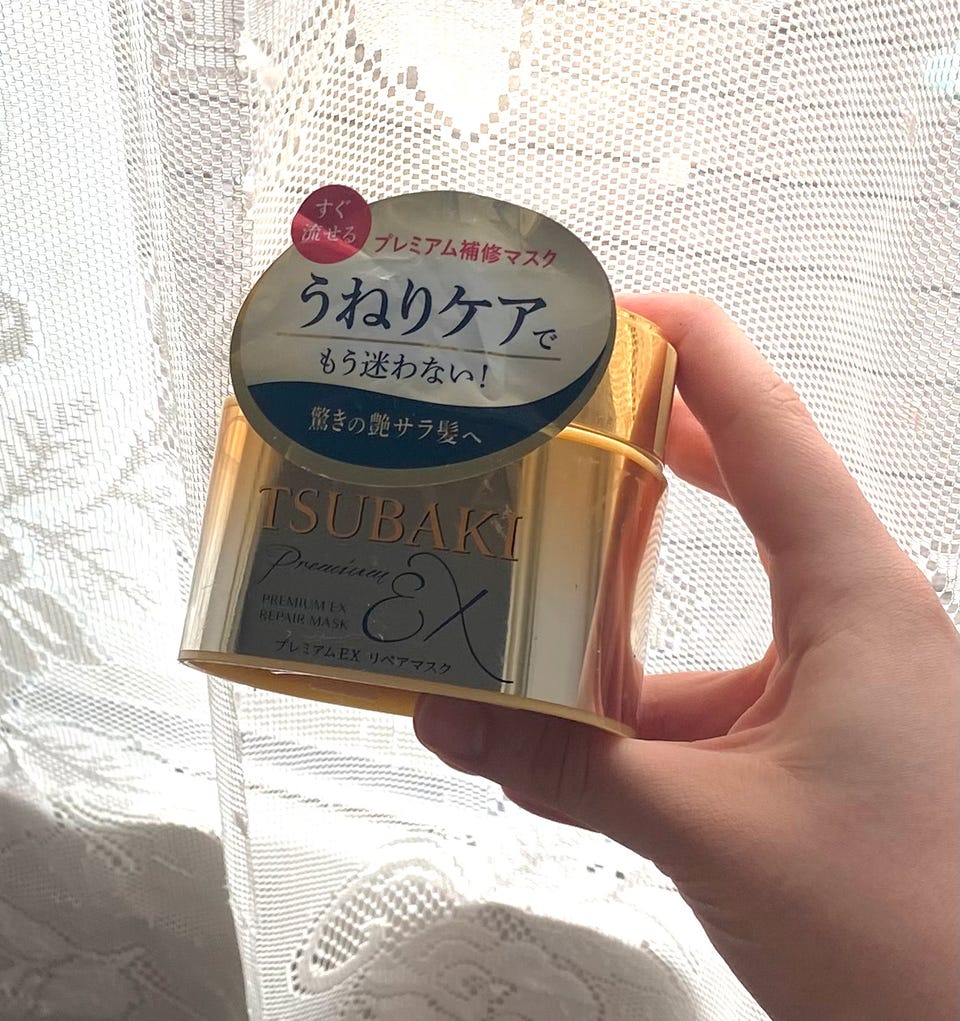 すぐ
流せる
プレミアム補修マスク
うねりケアで
もう迷わない!
驚きの艶サラ髪へ
TSUBAKI
Premium EX
PREMIUM EX
REPAIR MASK
プレミアムEX リペアマスク